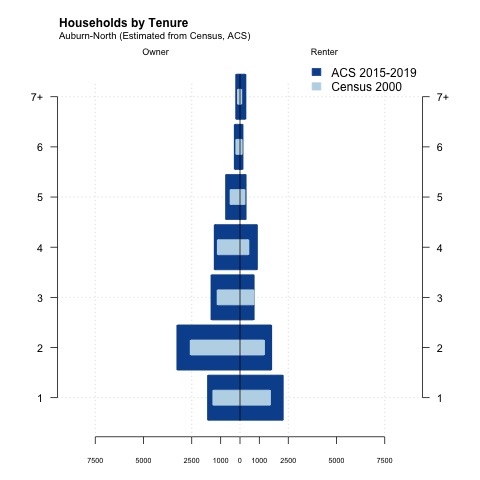 Households by Tenure
Auburn-North (Estimated from Census, ACS)
Owner
Renter
ACS 2015-2019
Census 2000
7+ 7+
6 6
5 5
4 4
3 3
2 2
1 1
7500 5000 2500 1000 0 1000 2500 5000 7500